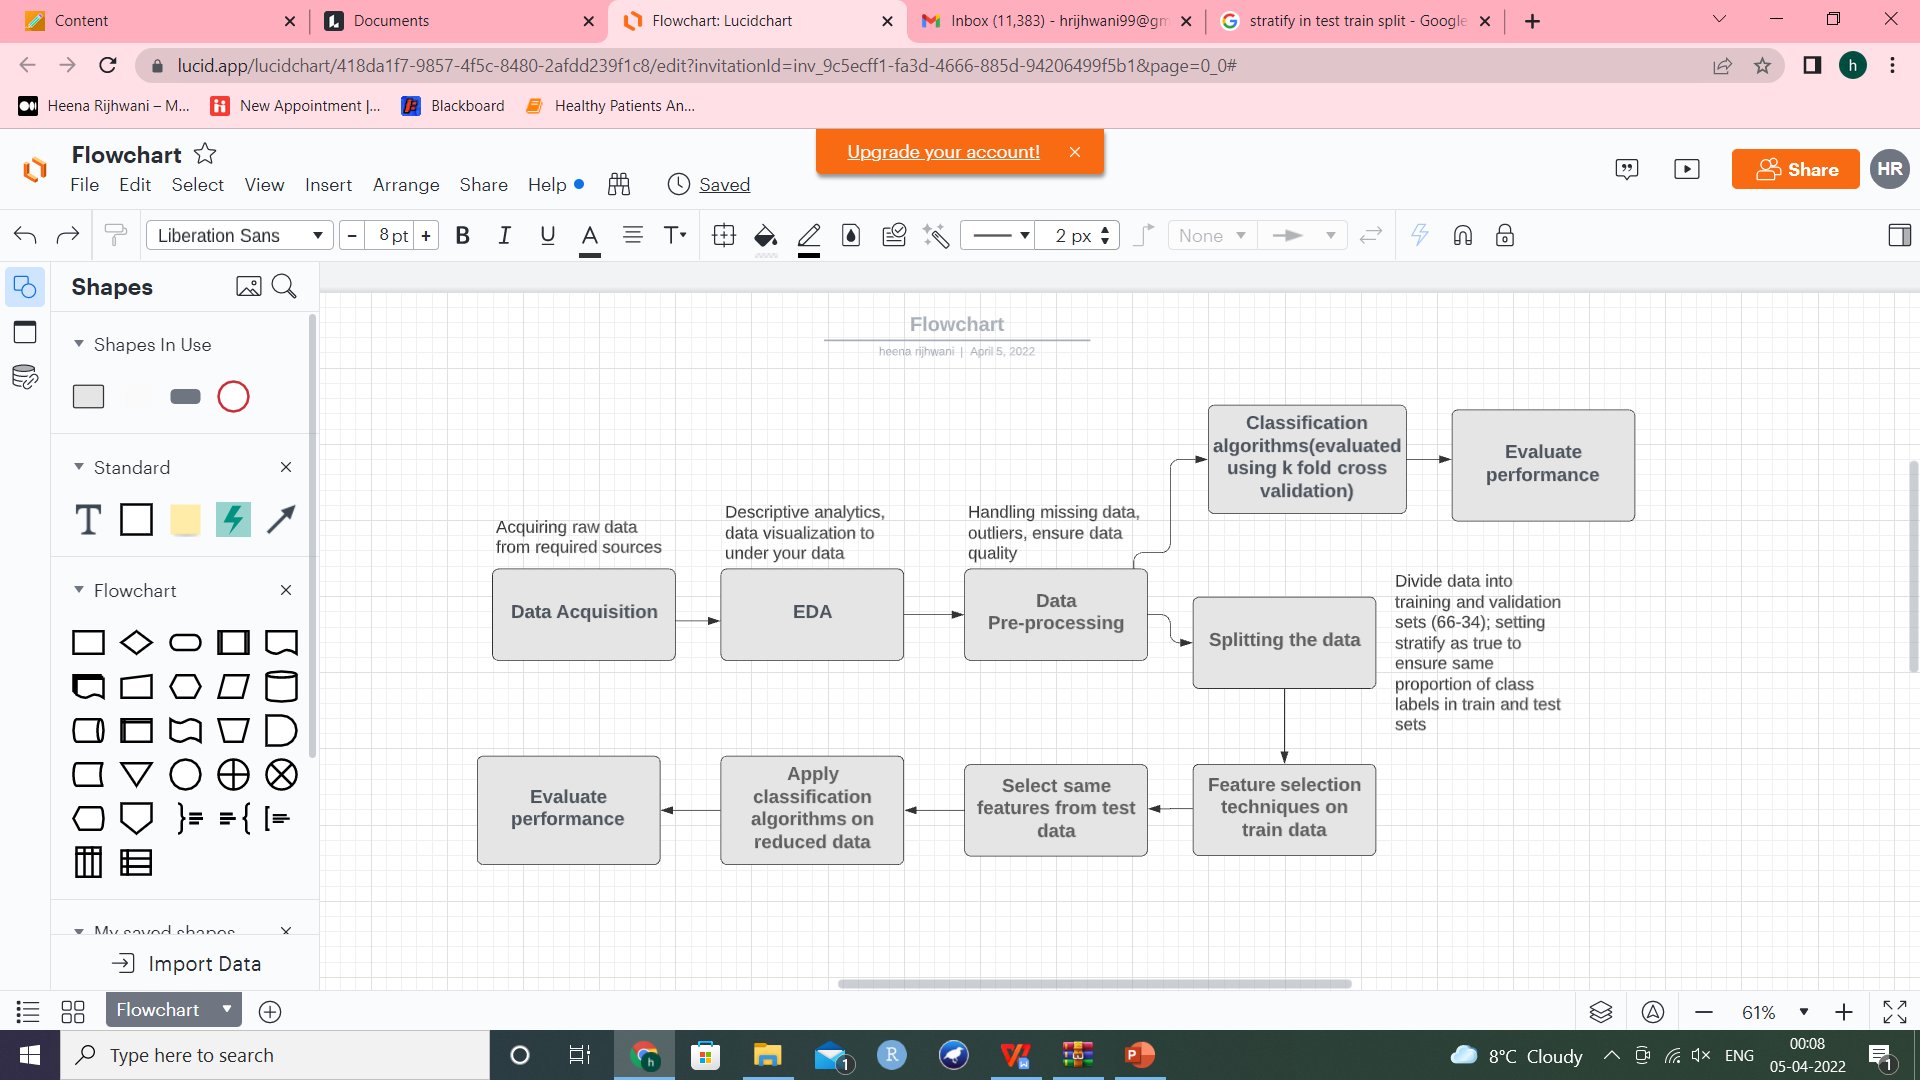 Content
Documents
Flowchart: Lucidchart
Inbox (11,383) - hrijhwani99@gm
stratify in test train split - Google
lucid.app/lucidchart/418da1f7-9857-4f5c-8480-2afdd239f1c8/edit?invitationId=inv_9c5ecff1-fa3d-4666-885d-94206499f5b1&page=0_0#
h
Heena Rijhwani – M...
New Appointment |...
Blackboard
Healthy Patients An...
Flowchart
Upgrade your account!
File Edit Select View Insert Arrange Share Help
Saved
Share
HR
Liberation Sans
- 8 pt +
B I U A T
2 px
None
Shapes
Shapes In Use
Standard
T
Flowchart
My saved shapes
Import Data
Flowchart
heena rijhwani | April 5, 2022
Classification
algorithms(evaluated
using k fold cross
validation)
Evaluate
performance
Acquiring raw data
from required sources
Data Acquisition
Descriptive analytics,
data visualization to
under your data
EDA
Handling missing data,
outliers, ensure data
quality
Data
Pre-processing
Splitting the data
Divide data into
training and validation
sets (66-34); setting
stratify as true to
ensure same
proportion of class
labels in train and test
sets
Evaluate
performance
Apply
classification
algorithms on
reduced data
Select same
features from test
data
Feature selection
techniques on
train data
Flowchart
61%
Type here to search
h
1
R
W
P
8°C Cloudy
ENG
00:08
05-04-2022
1